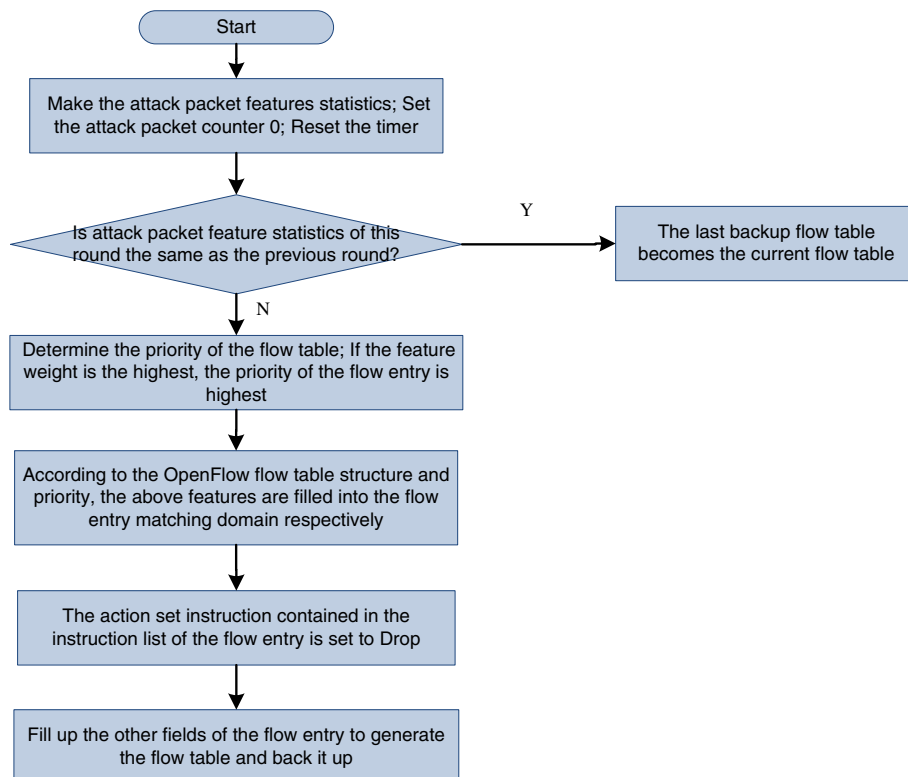 Start
Make the attack packet features statistics; Set
the attack packet counter 0; Reset the timer
Is attack packet feature statistics of this
round the same as the previous round?
Y
The last backup flow table
becomes the current flow table
N
Determine the priority of the flow table; If the feature
weight is the highest, the priority of the flow entry is
highest
According to the OpenFlow flow table structure and
priority, the above features are filled into the flow
entry matching domain respectively
The action set instruction contained in the
instruction list of the flow entry is set to Drop
Fill up the other fields of the flow entry to generate
the flow table and back it up